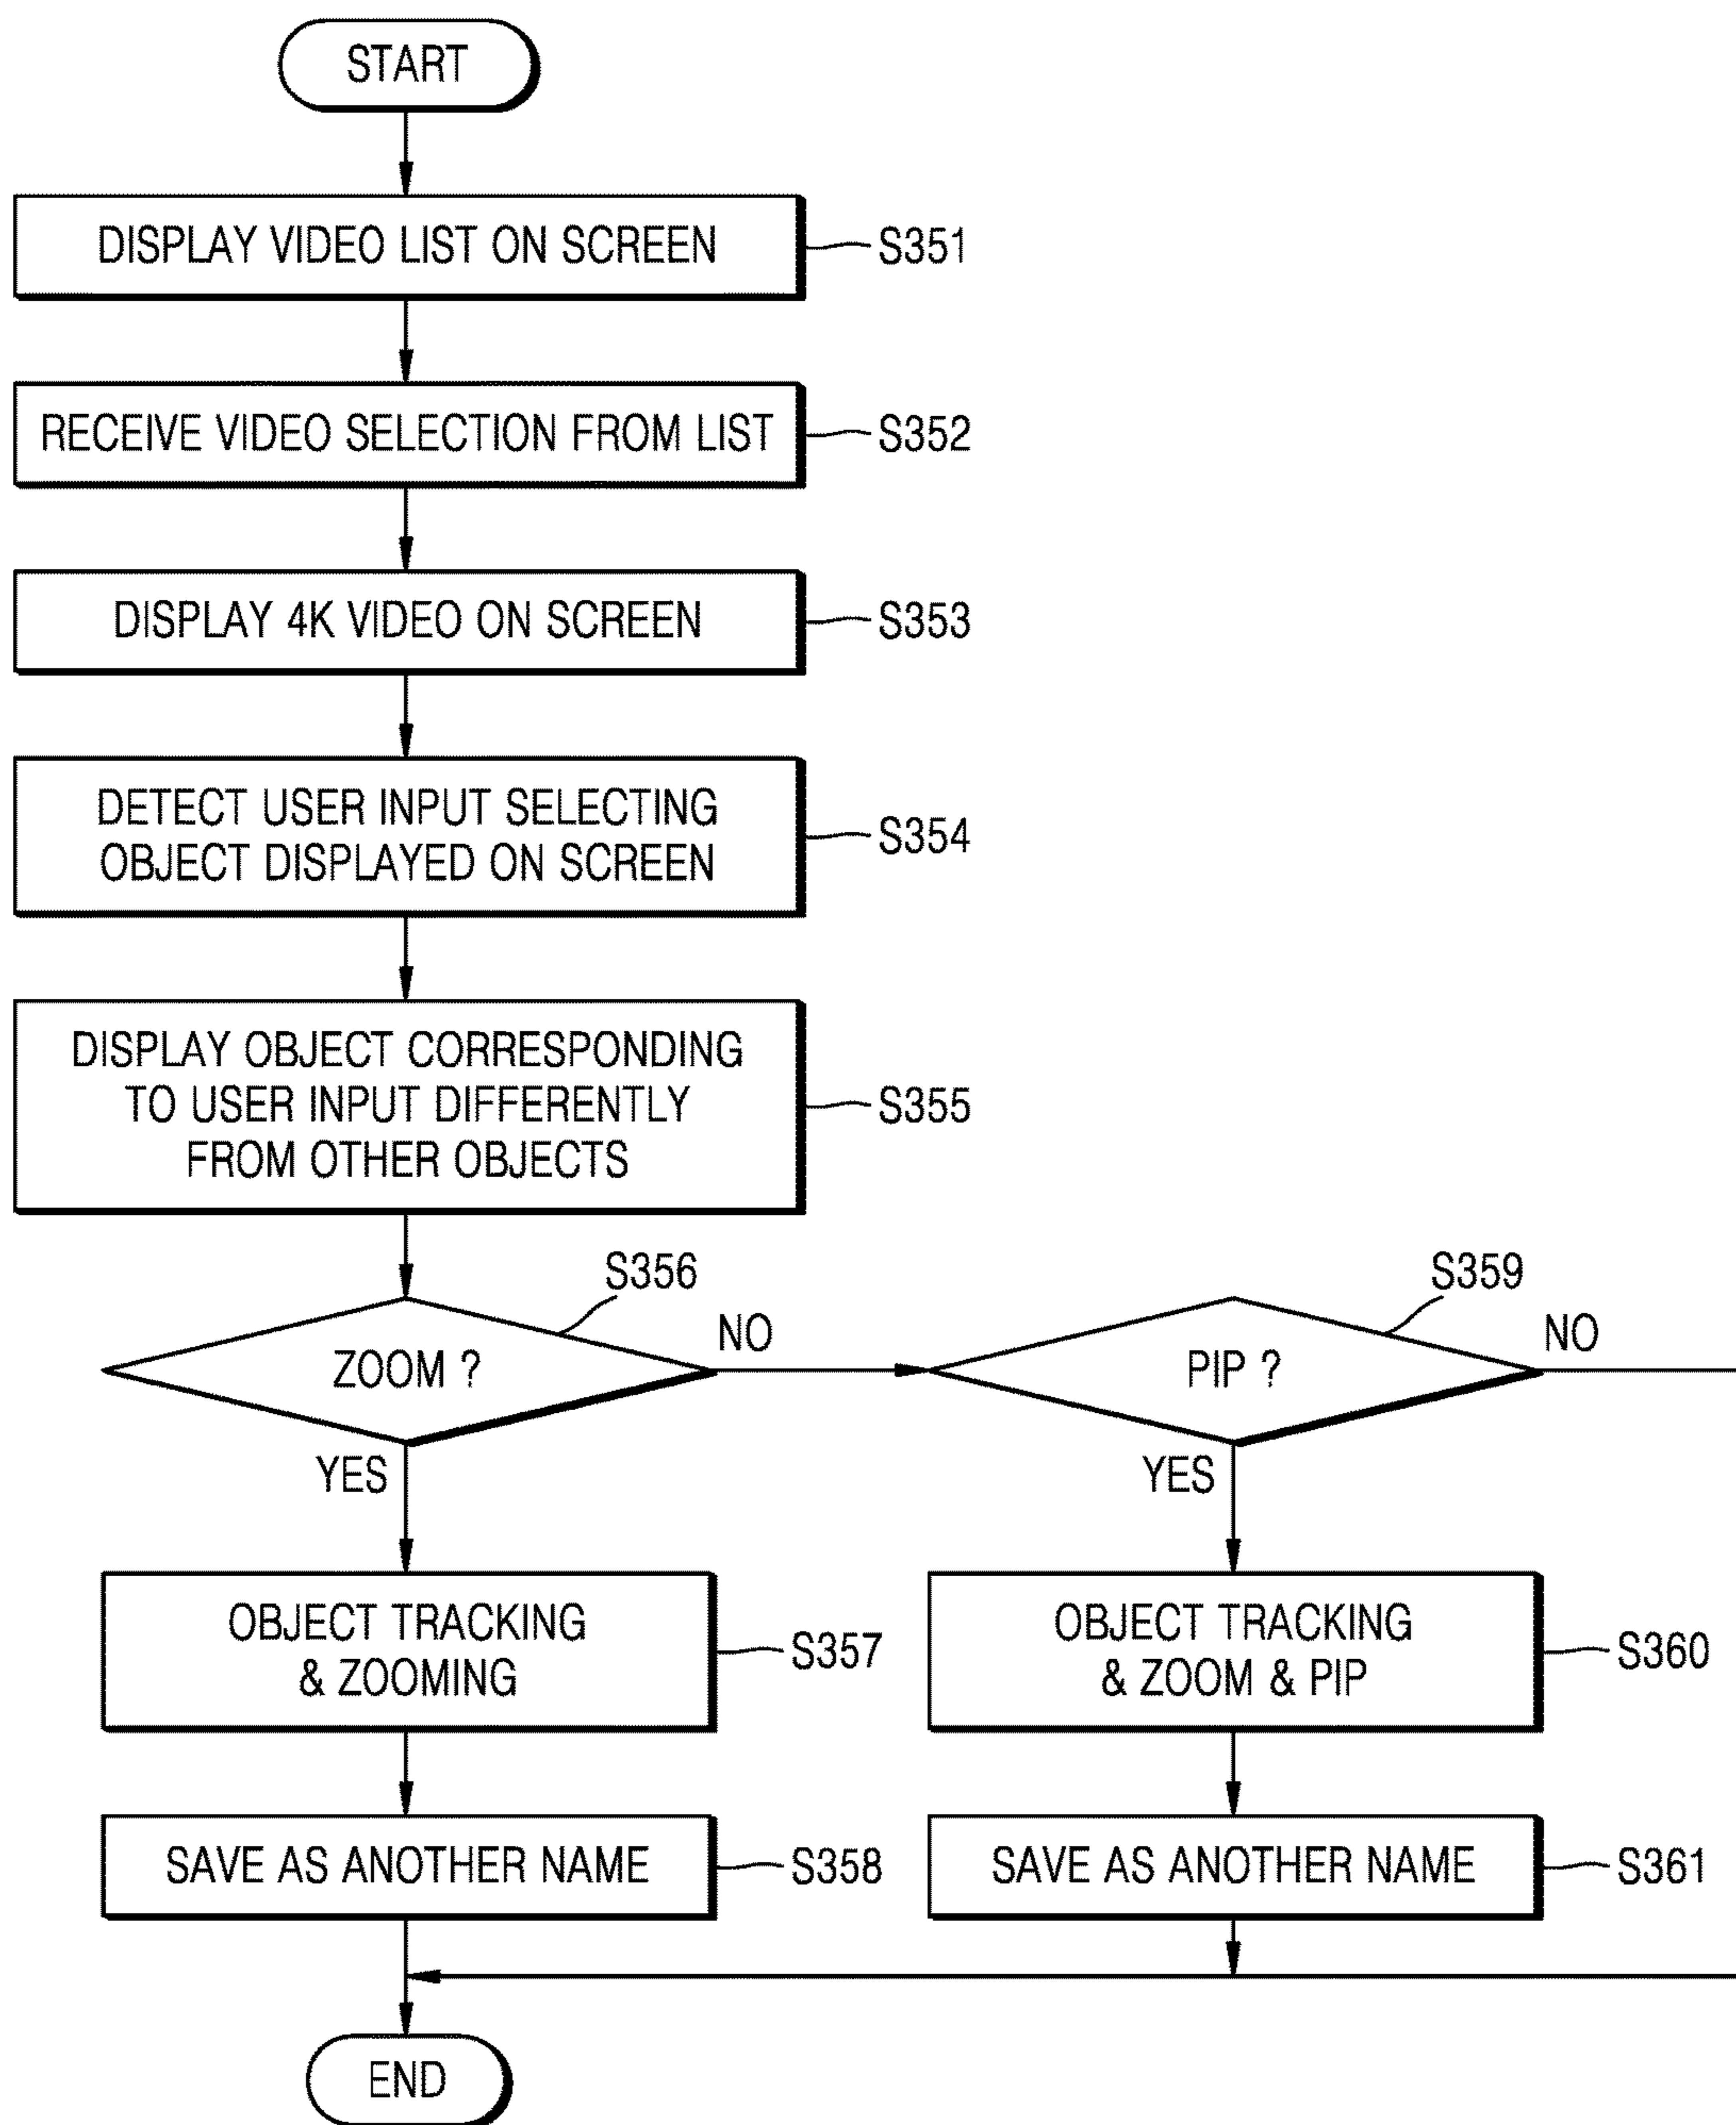 START
DISPLAY VIDEO LIST ON SCREEN
S351
RECEIVE VIDEO SELECTION FROM LIST
S352
DISPLAY 4K VIDEO ON SCREEN
S353
DETECT USER INPUT SELECTING
OBJECT DISPLAYED ON SCREEN
S354
DISPLAY OBJECT CORRESPONDING
TO USER INPUT DIFFERENTLY
FROM OTHER OBJECTS
S355
S356
ZOOM ?
NO
YES
S359
PIP ?
NO
YES
OBJECT TRACKING
& ZOOMING
S357
OBJECT TRACKING
& ZOOM & PIP
S360
SAVE AS ANOTHER NAME
S358
SAVE AS ANOTHER NAME
S361
END